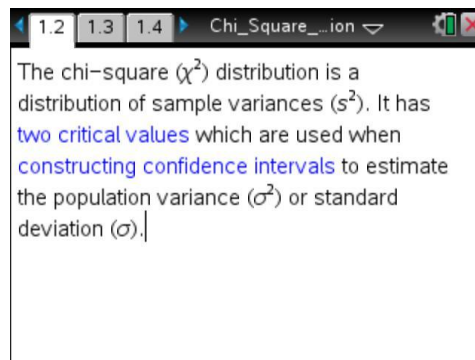 1.2 1.3 1.4 Chi_Square_...ion
The chi-square (χ²) distribution is a
distribution of sample variances (s²). It has
two critical values which are used when
constructing confidence intervals to estimate
the population variance (σ²) or standard
deviation (σ).